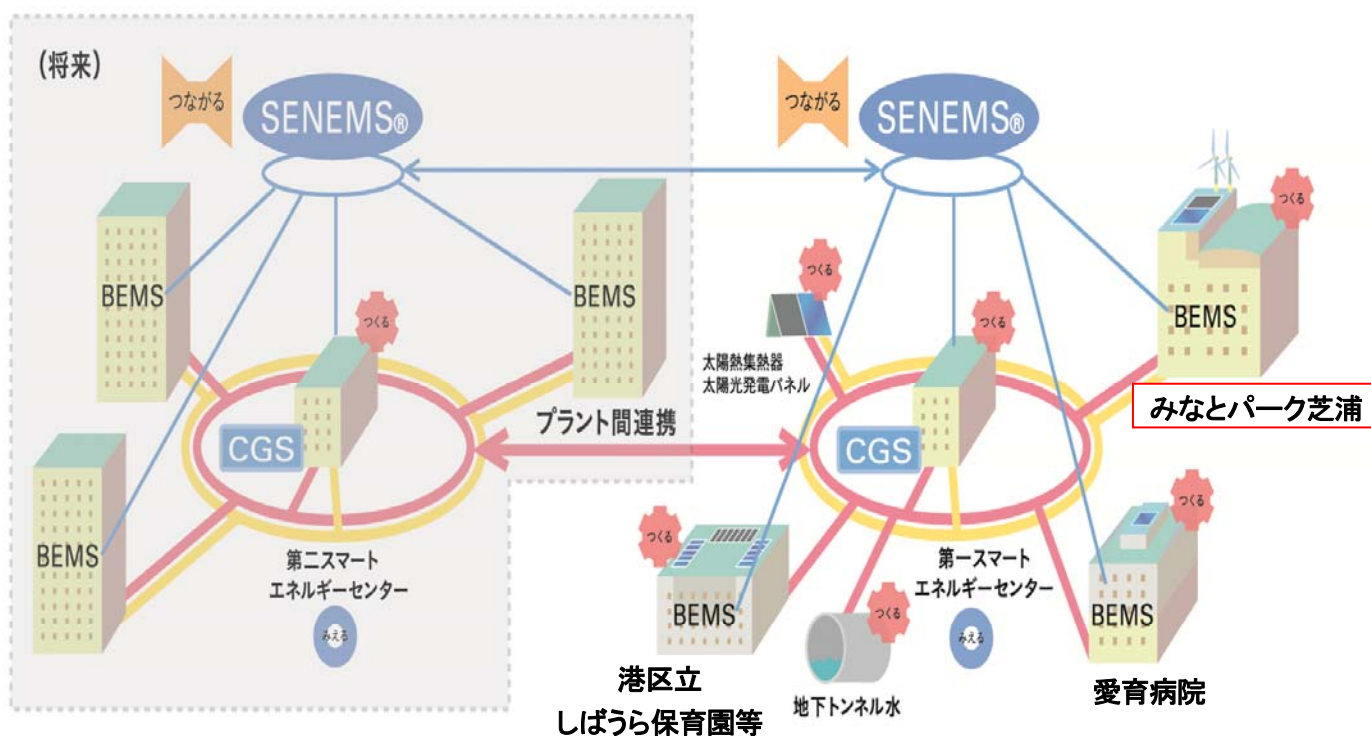 (将来)
つながる
SENEMS®
BEMS
BEMS
BEMS
つくる
CGS
第二スマート
エネルギーセンター
みえる
プラント間連携
つながる
SENEMS®
つくる
太陽熱集熱器
太陽光発電パネル
つくる
つくる
BEMS
みなとパーク芝浦
CGS
第一スマート
エネルギーセンター
みえる
つくる
BEMS
港区立
しばうら保育園等
つくる
地下トンネル水
つくる
BEMS
愛育病院